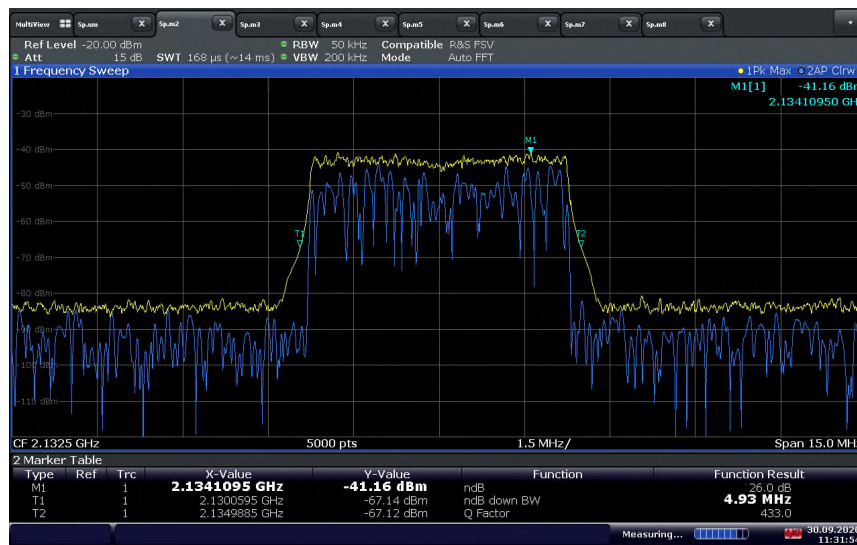 MultiView Sp.um X Sp.m2 X Sp.m3 X Sp.m4 X Sp.m5 X Sp.m6 X Sp.m7 X Sp.m8 X
Ref Level -20.00 dBm RBW 50 kHz Compatible R&S FSV
Att 15 dB SWT 168 µs (~14 ms) VBW 200 kHz Mode Auto FFT
1 Frequency Sweep 1Pk Max 2AP Clrw
M1[1] -41.16 dBm
2.13410950 GH
-30 dBm
-40 dBm
M1
-50 dBm
-60 dBm
T1 T2
-70 dBm
-80 dBm
-90 dBm
-100 dBm
-110 dBm
CF 2.1325 GHz 5000 pts 1.5 MHz/ Span 15.0 MHz
2 Marker Table
Type Ref Trc X-Value Y-Value Function Function Result
M1 1 2.1341095 GHz -41.16 dBm ndB 26.0 dB
T1 1 2.1300595 GHz -67.14 dBm ndB down BW 4.93 MHz
T2 1 2.1349885 GHz -67.12 dBm Q Factor 433.0
Measuring... 30.09.2020
11:31:54